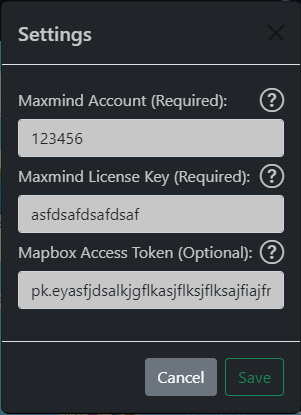 Settings
Maxmind Account (Required):
123456
Maxmind License Key (Required):
asfdsafdsafdsaf
Mapbox Access Token (Optional):
pk.eyasfjdsalkjgflkasjflksjflksajfiajfr
Cancel
Save